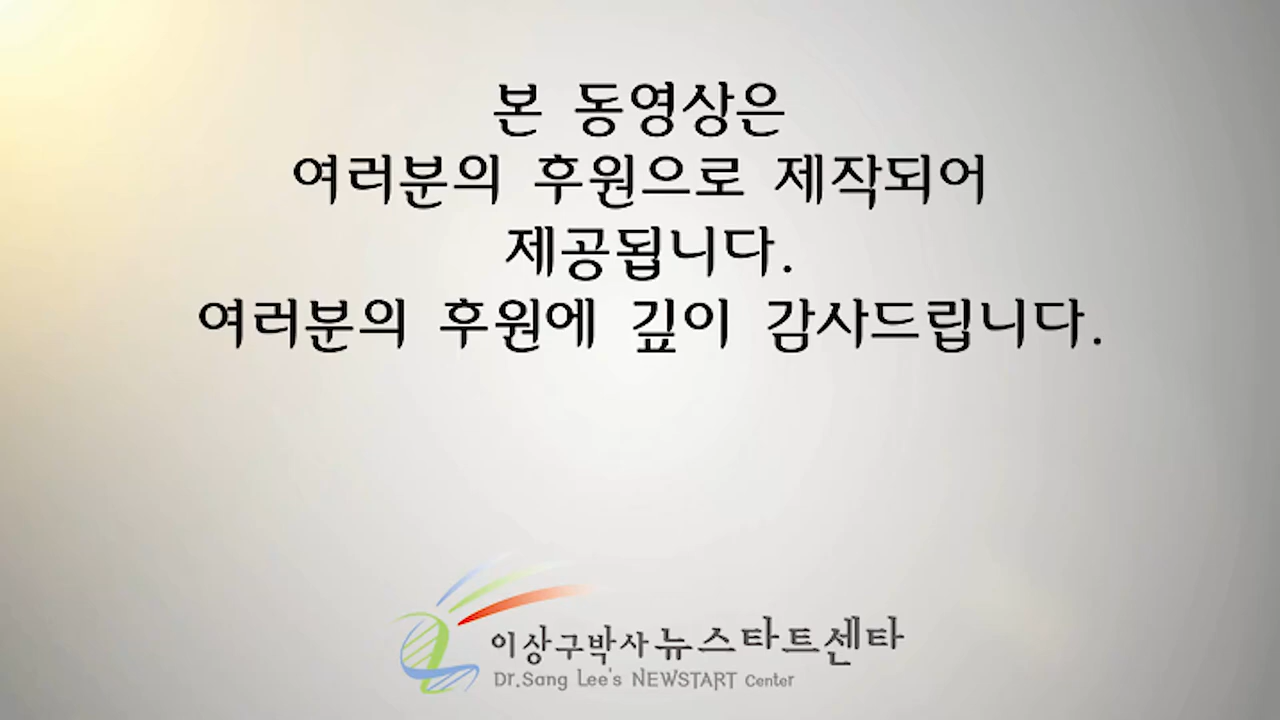 본 동영상은
여러분의 후원으로 제작되어
제공됩니다.
여러분의 후원에 깊이 감사드립니다.
이상구박사 뉴스타트센타
Dr.Sang Lee's NEWSTART Center